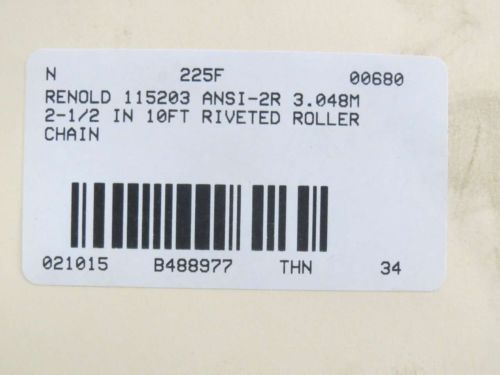 N 225F 00680
RENOLD 115203 ANSI-2R 3.048M
2-1/2 IN 10FT RIVETED ROLLER
CHAIN
021015 B488977 THN 34